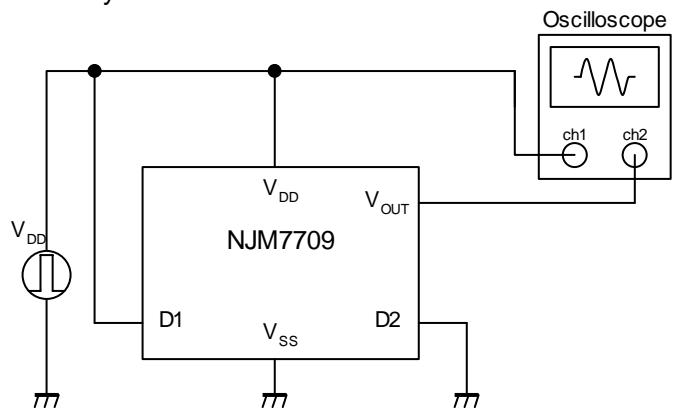 Oscilloscope
ch1 ch2
VDD
VOUT
NJM7709
VDD
D1
VSS
D2